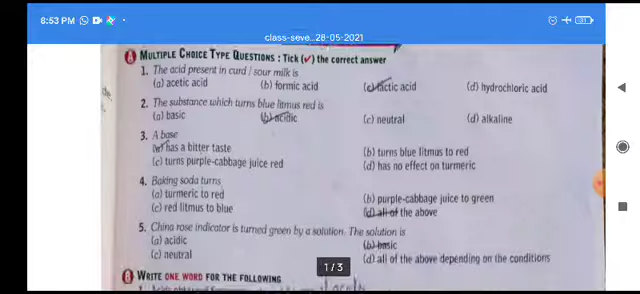 8:53 PM
class-seve...28-05-2021
A MULTIPLE CHOICE TYPE QUESTIONS : Tick (✓) the correct answer
1. The acid present in curd / sour milk is
(a) acetic acid (b) formic acid (c) lactic acid (d) hydrochloric acid
2. The substance which turns blue litmus red is
(a) basic (b) acidic (c) neutral (d) alkaline
3. A base
(a) has a bitter taste (b) turns blue litmus to red
(c) turns purple-cabbage juice red (d) has no effect on turmeric
4. Baking soda turns
(a) turmeric to red (b) purple-cabbage juice to green
(c) red litmus to blue (d) all of the above
5. China rose indicator is turned green by a solution. The solution is
(a) acidic (b) basic
(c) neutral (d) all of the above depending on the conditions
1/3
B WRITE ONE WORD FOR THE FOLLOWING